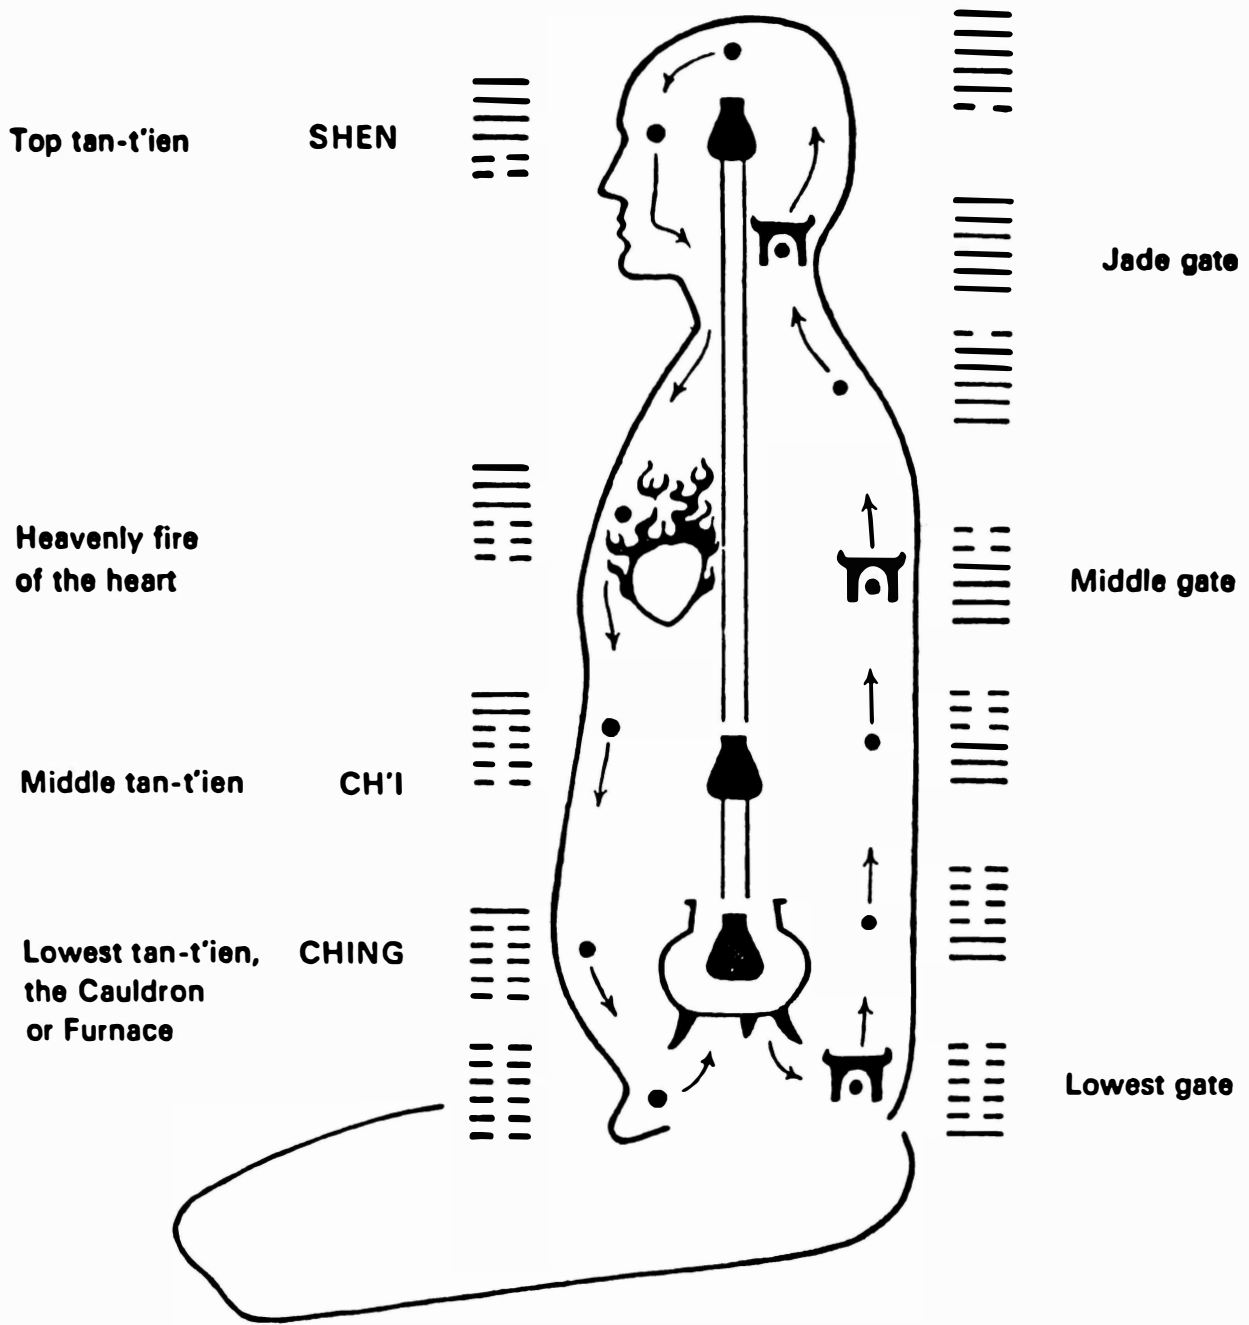 Top tan-t'ien SHEN
Jade gate
Heavenly fire
of the heart
Middle gate
Middle tan-t'ien CH'I
Lowest tan-t'ien, CHING
the Cauldron
or Furnace
Lowest gate